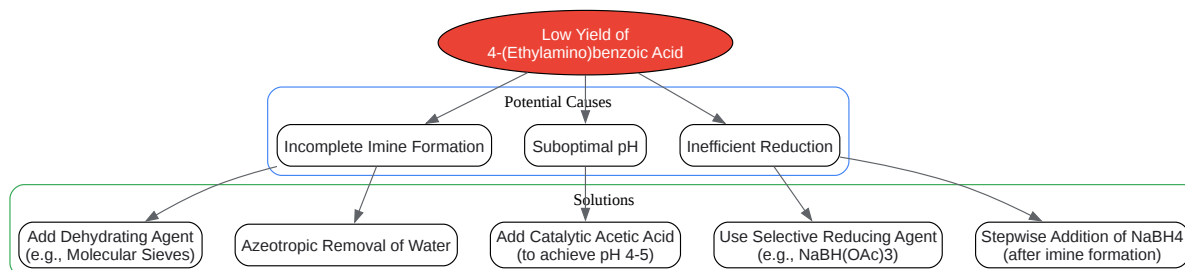 Low Yield of
4-(Ethylamino)benzoic Acid
Potential Causes
Incomplete Imine Formation
Suboptimal pH
Inefficient Reduction
Solutions
Add Dehydrating Agent
(e.g., Molecular Sieves)
Azeotropic Removal of Water
Add Catalytic Acetic Acid
(to achieve pH 4-5)
Use Selective Reducing Agent
(e.g., NaBH(OAc)3)
Stepwise Addition of NaBH4
(after imine formation)